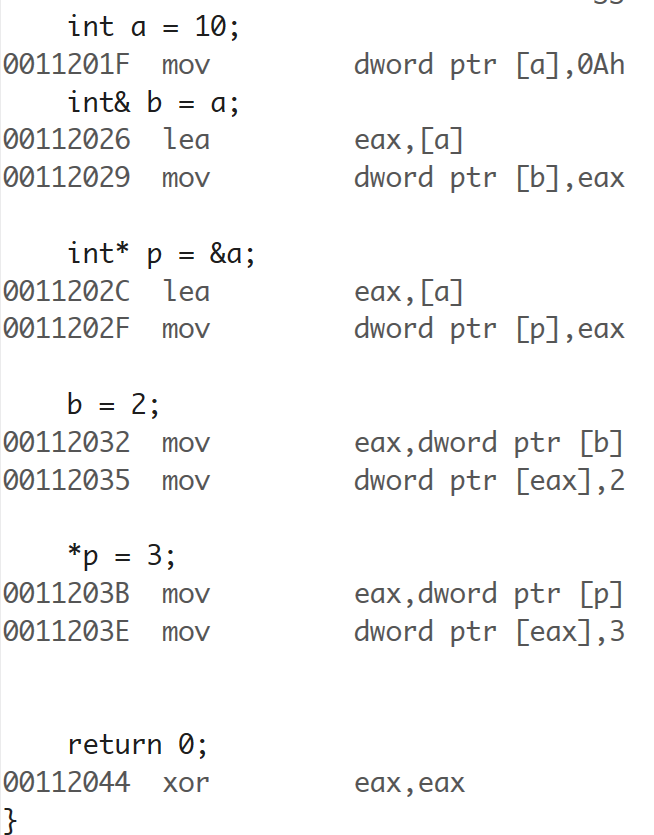 int a = 10;
0011201F mov dword ptr [a],0Ah
int& b = a;
00112026 lea eax,[a]
00112029 mov dword ptr [b],eax
int* p = &a;
0011202C lea eax,[a]
0011202F mov dword ptr [p],eax
b = 2;
00112032 mov eax,dword ptr [b]
00112035 mov dword ptr [eax],2
*p = 3;
0011203B mov eax,dword ptr [p]
0011203E mov dword ptr [eax],3
return 0;
00112044 xor eax,eax
}